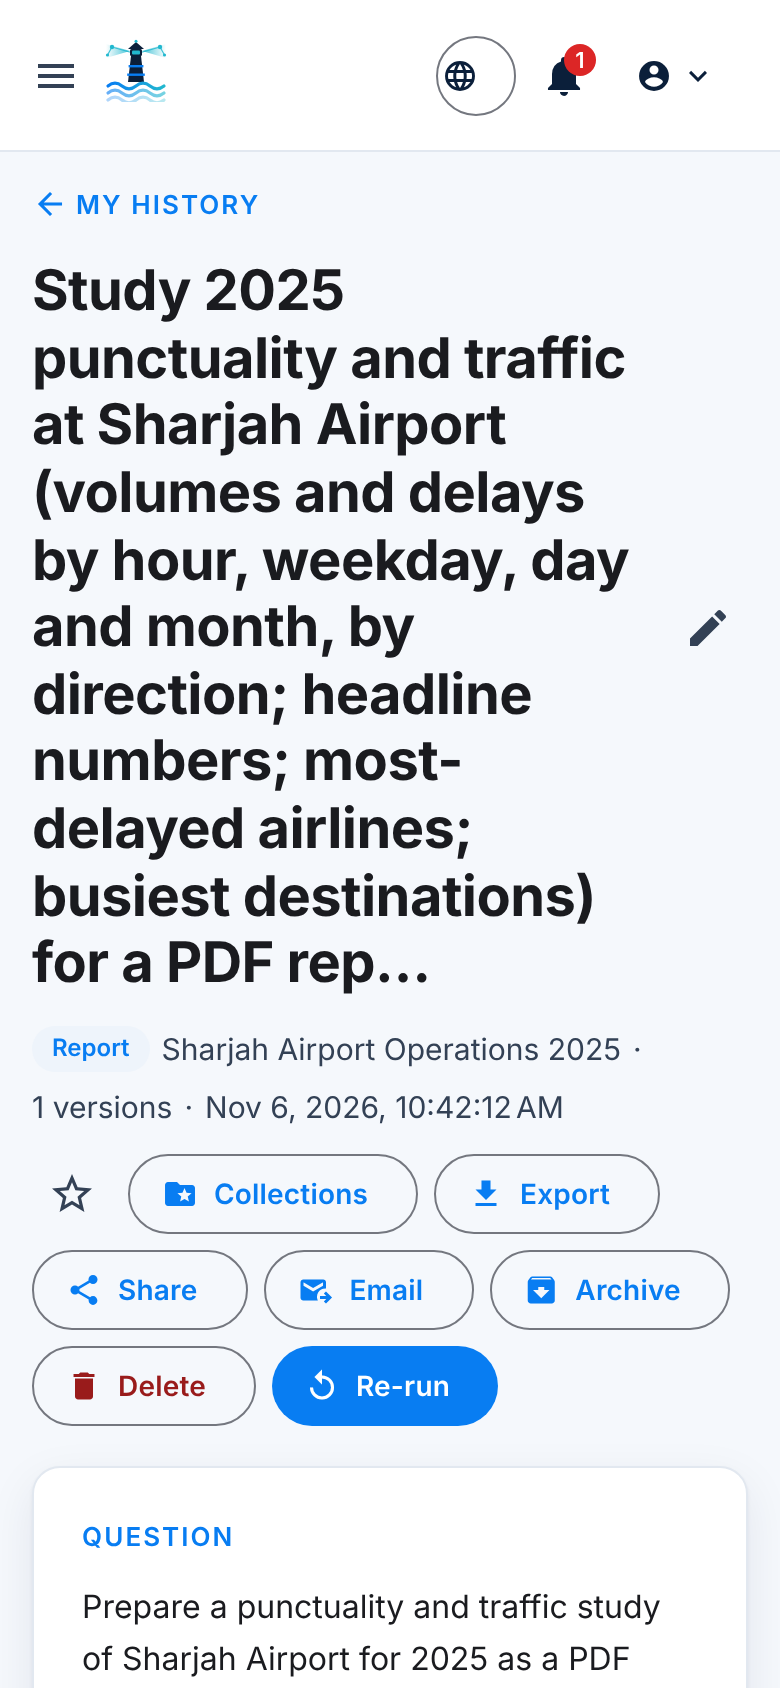 1
MY HISTORY
Study 2025
punctuality and traffic
at Sharjah Airport
(volumes and delays
by hour, weekday, day
and month, by
direction; headline
numbers; most-
delayed airlines;
busiest destinations)
for a PDF rep...
Report Sharjah Airport Operations 2025 ·
1 versions · Nov 6, 2026, 10:42:12 AM
Collections Export
Share Email Archive
Delete Re-run
QUESTION
Prepare a punctuality and traffic study
of Sharjah Airport for 2025 as a PDF